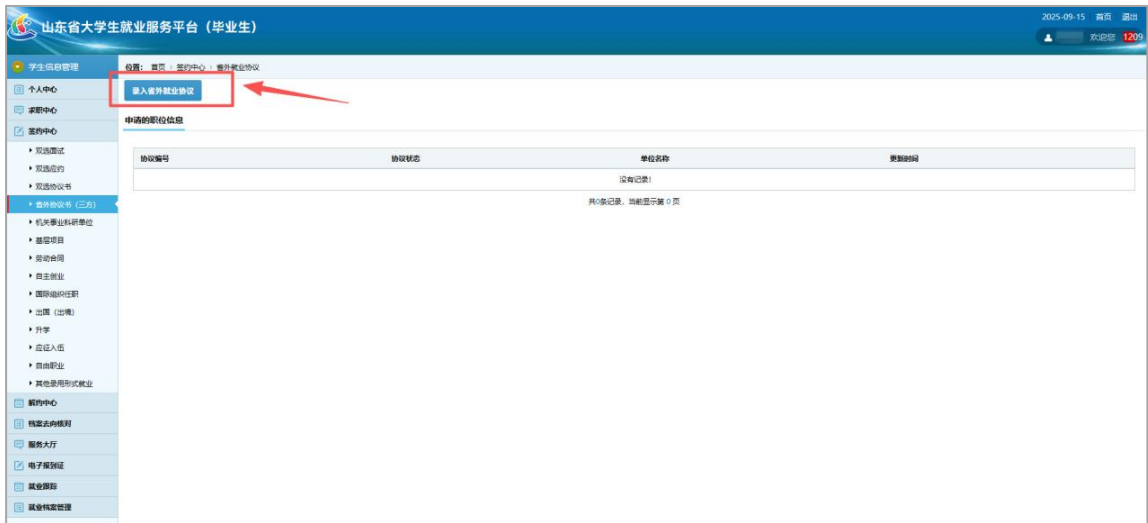 山东省大学生就业服务平台（毕业生）
2025-09-15 首页 退出
欢迎您 1209
学生信息管理
位置： 首页 › 签约中心 › 省外就业协议
个人中心
录入省外就业协议
求职中心
申请的职位信息
签约中心
双选面试
双选应约
双选协议书
省外协议书（三方）
机关事业科研单位
基层项目
劳动合同
自主创业
国际组织任职
出国（出境）
升学
应征入伍
自由职业
其他录用形式就业
解约中心
档案去向核对
服务大厅
电子报到证
就业跟踪
就业档案管理
协议编号 协议状态 单位名称 更新时间
没有记录!
共0条记录，当前显示第 0 页